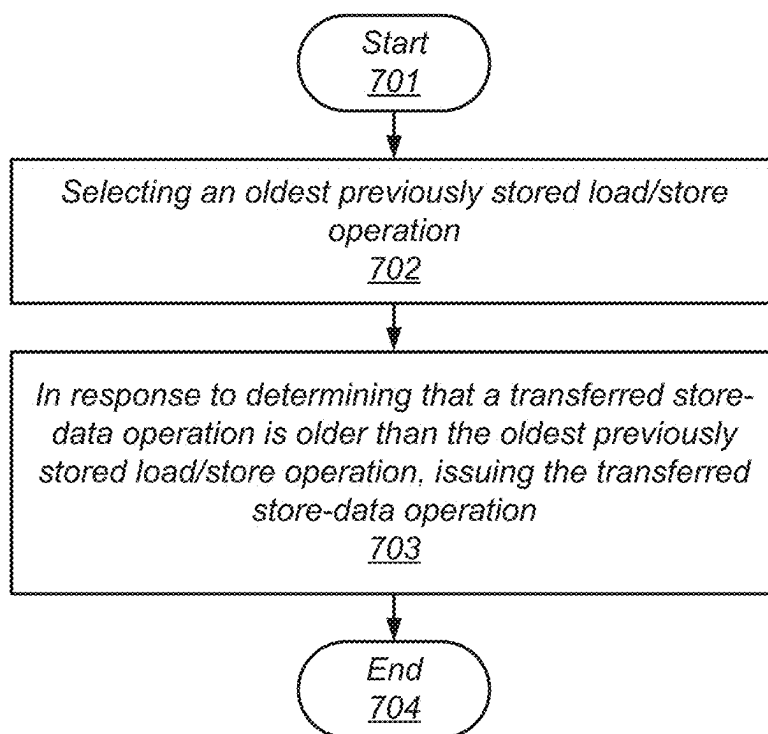 Start
701
Selecting an oldest previously stored load/store
operation
702
In response to determining that a transferred store-
data operation is older than the oldest previously
stored load/store operation, issuing the transferred
store-data operation
703
End
704